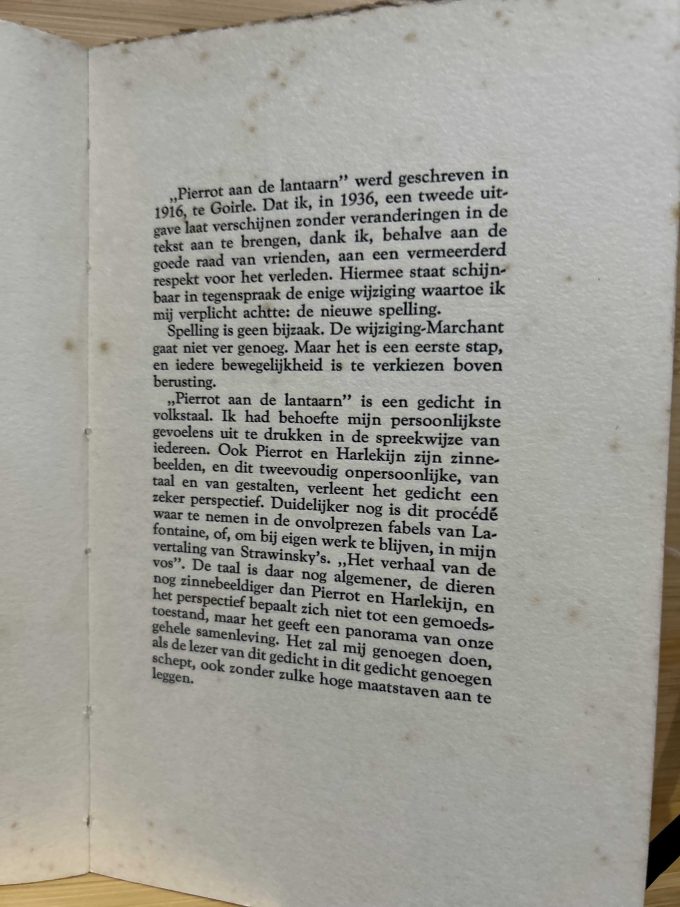 „Pierrot aan de lantaarn” werd geschreven in
1916, te Goirle. Dat ik, in 1936, een tweede uit-
gave laat verschijnen zonder veranderingen in de
tekst aan te brengen, dank ik, behalve aan de
goede raad van vrienden, aan een vermeerderd
respekt voor het verleden. Hiermee staat schijn-
baar in tegenspraak de enige wijziging waartoe ik
mij verplicht achtte: de nieuwe spelling.
Spelling is geen bijzaak. De wijziging-Marchant
gaat niet ver genoeg. Maar het is een eerste stap,
en iedere bewegelijkheid is te verkiezen boven
berusting.
„Pierrot aan de lantaarn” is een gedicht in
volkstaal. Ik had behoefte mijn persoonlijkste
gevoelens uit te drukken in de spreekwijze van
iedereen. Ook Pierrot en Harlekijn zijn zinne-
beelden, en dit tweevoudig onpersoonlijke, van
taal en van gestalten, verleent het gedicht een
zeker perspectief. Duidelijker nog is dit procédé
waar te nemen in de onvolprezen fabels van La-
fontaine, of, om bij eigen werk te blijven, in mijn
vertaling van Strawinsky's. „Het verhaal van de
vos”. De taal is daar nog algemener, de dieren
nog zinnebeeldiger dan Pierrot en Harlekijn, en
het perspectief bepaalt zich niet tot een gemoeds-
toestand, maar het geeft een panorama van onze
gehele samenleving. Het zal mij genoegen doen,
als de lezer van dit gedicht in dit gedicht genoegen
schept, ook zonder zulke hoge maatstaven aan te
leggen.